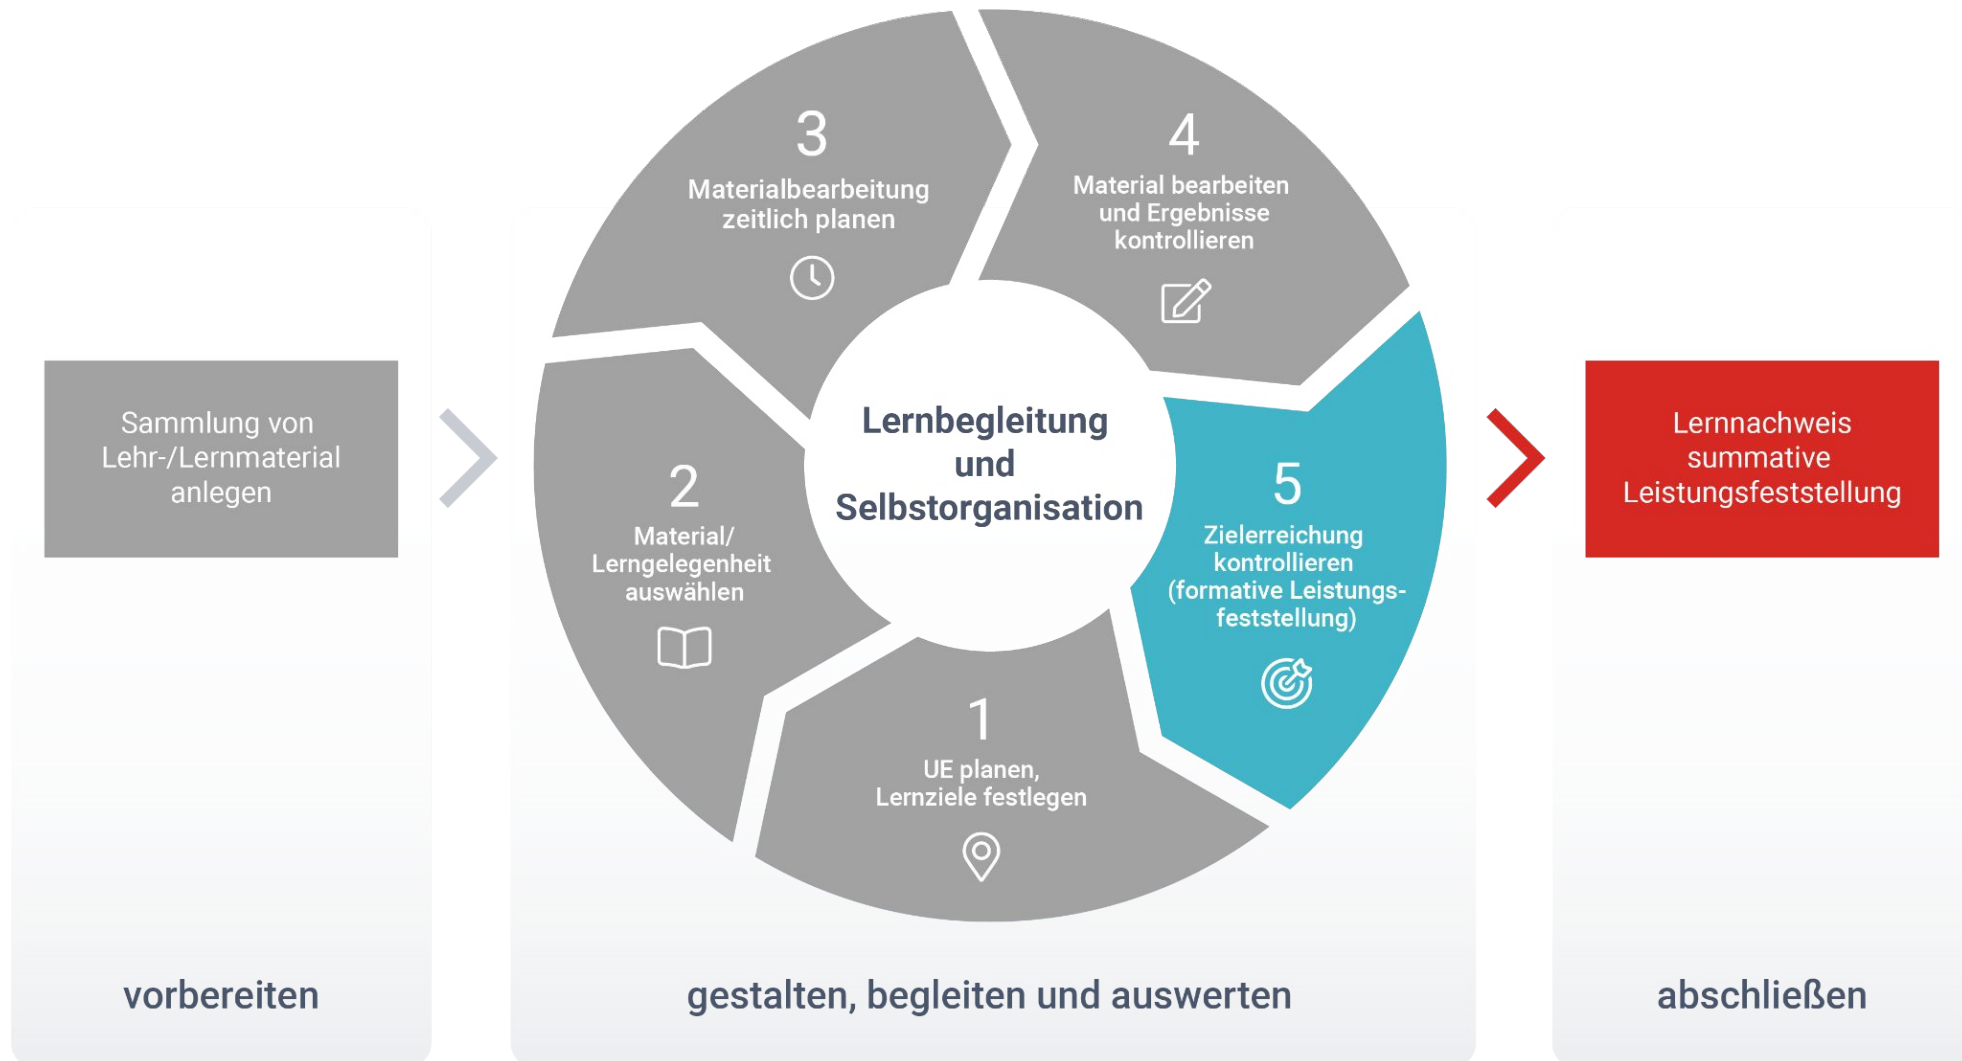 Sammlung von
Lehr-/Lernmaterial
anlegen
vorbereiten
Lernbegleitung
und
Selbstorganisation
1
UE planen,
Lernziele festlegen
2
Material/
Lerngelegenheit
auswählen
3
Materialbearbeitung
zeitlich planen
4
Material bearbeiten
und Ergebnisse
kontrollieren
5
Zielerreichung
kontrollieren
(formative Leistungs-
feststellung)
gestalten, begleiten und auswerten
Lernnachweis
summative
Leistungsfeststellung
abschließen